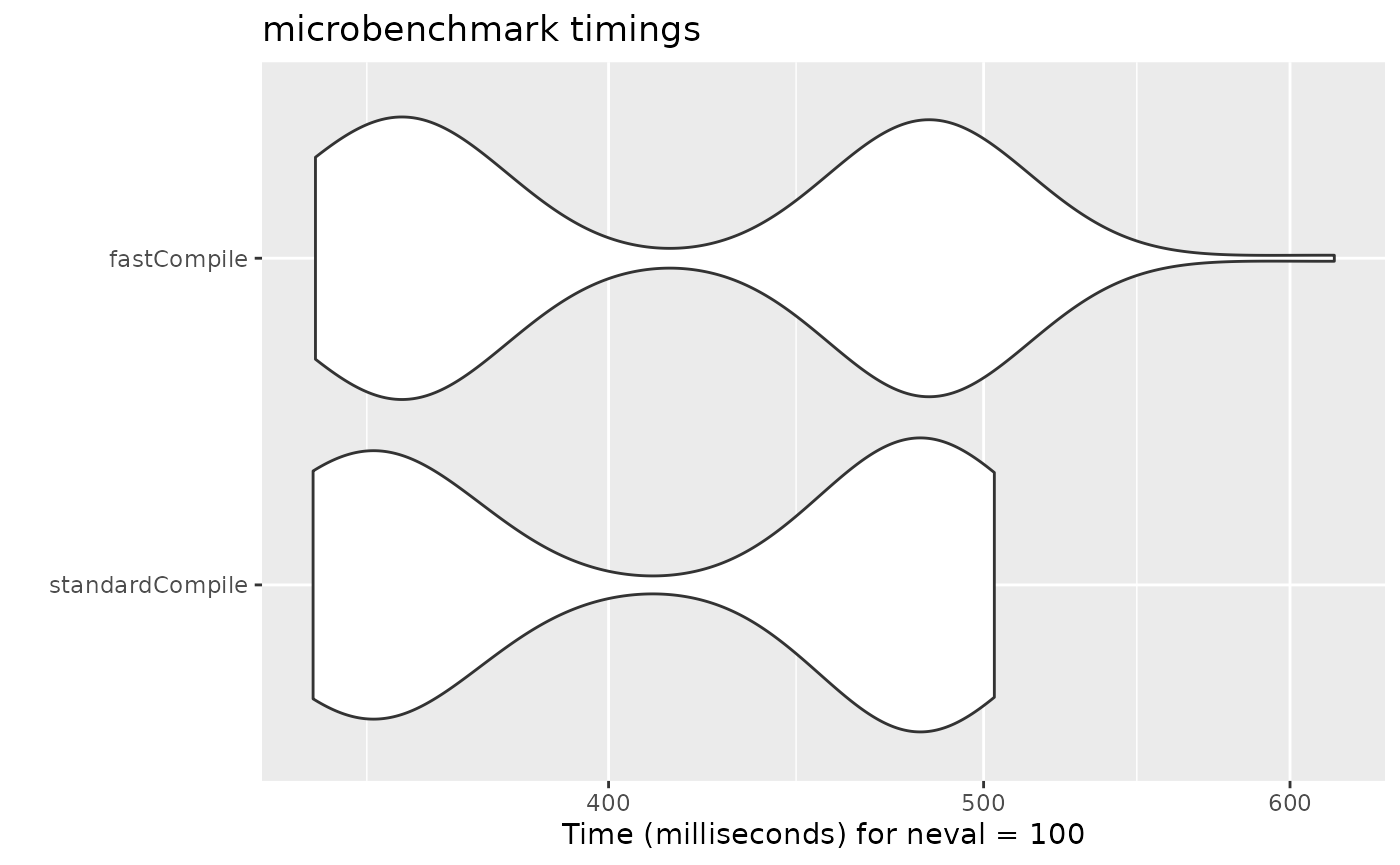 microbenchmark timings
fastCompile
standardCompile
400 500 600
Time (milliseconds) for neval = 100